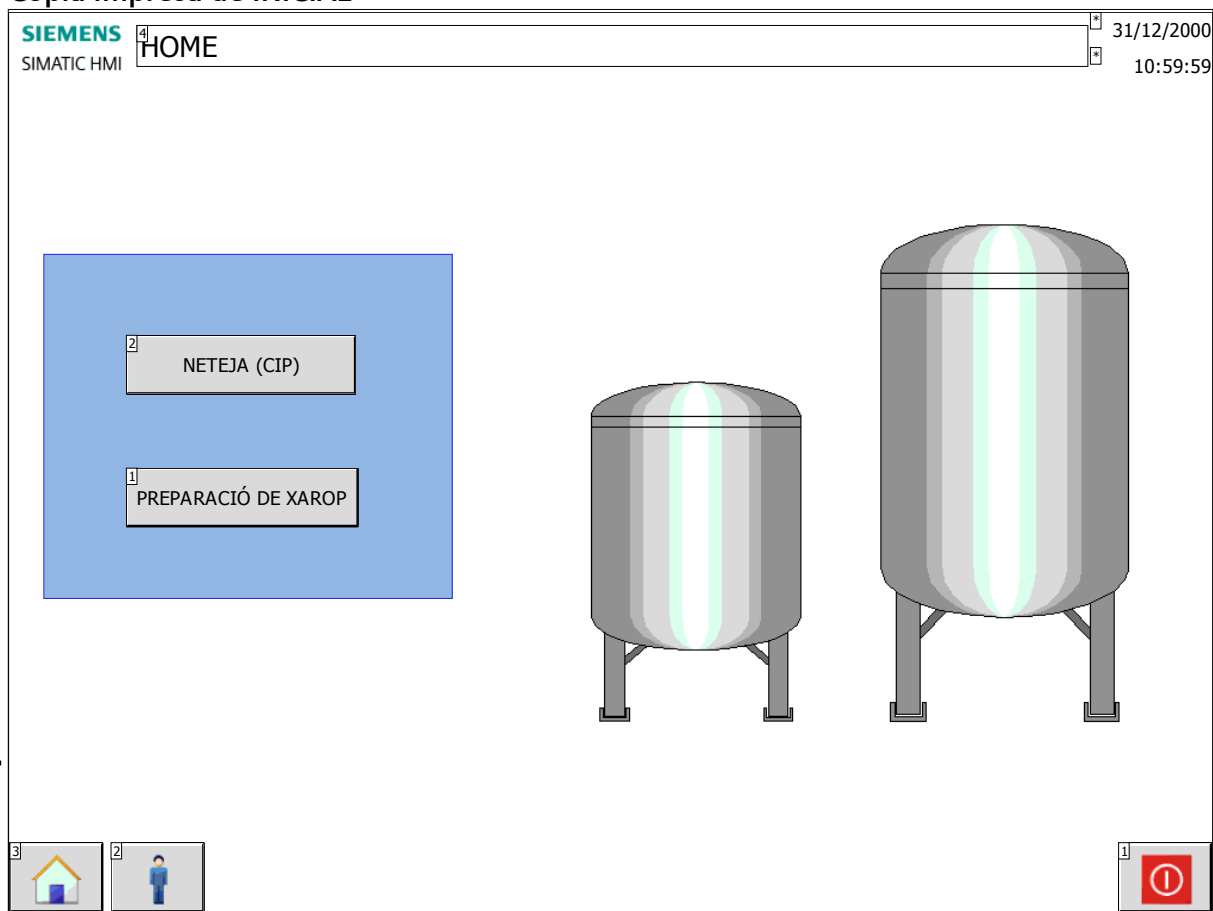 SIEMENS
SIMATIC HMI
4
HOME
*
*
31/12/2000
10:59:59
2
NETEJA (CIP)
1
PREPARACIÓ DE XAROP
3
2
1